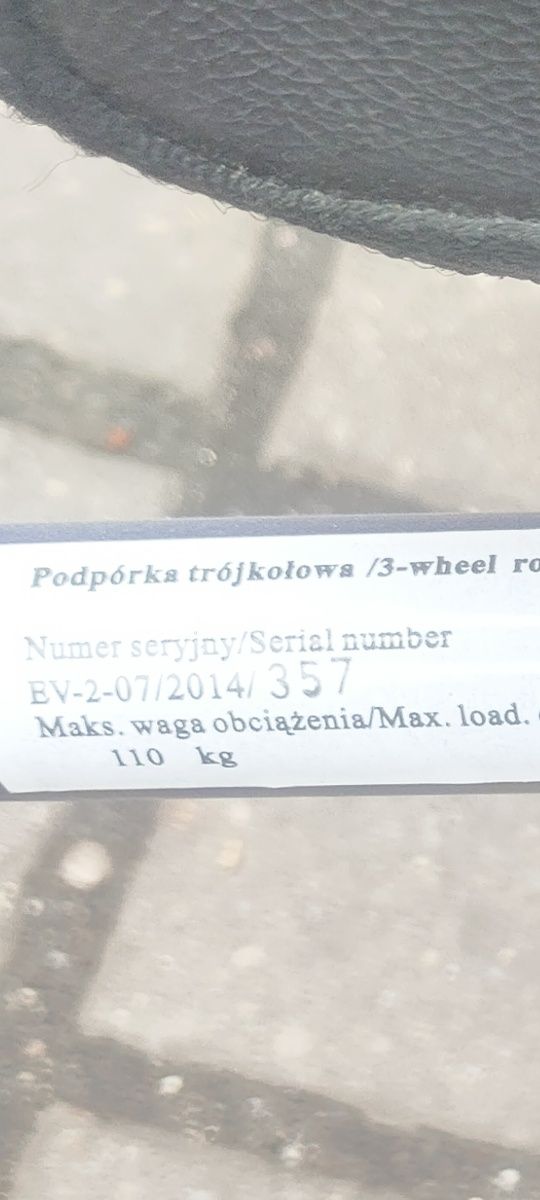 Podpórka trójkołowa /3-wheel ro
Numer seryjny/Serial number
EV-2-07/2014/ 357
Maks. waga obciążenia/Max. load.
110 kg